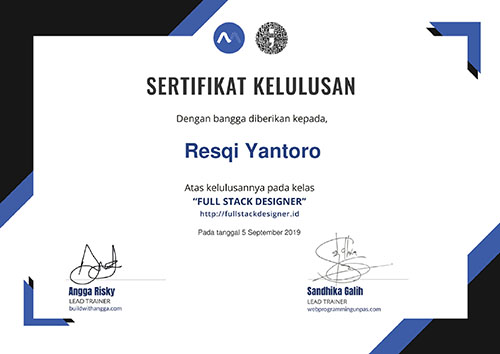 SERTIFIKAT KELULUSAN
Dengan bangga diberikan kepada,
Resqi Yantoro
Atas kelulusannya pada kelas
“FULL STACK DESIGNER”
http://fullstackdesigner.id
Pada tanggal 5 September 2019
Angga Risky
LEAD TRAINER
buildwithangga.com
Sandhika Galih
LEAD TRAINER
webprogrammingunpas.com